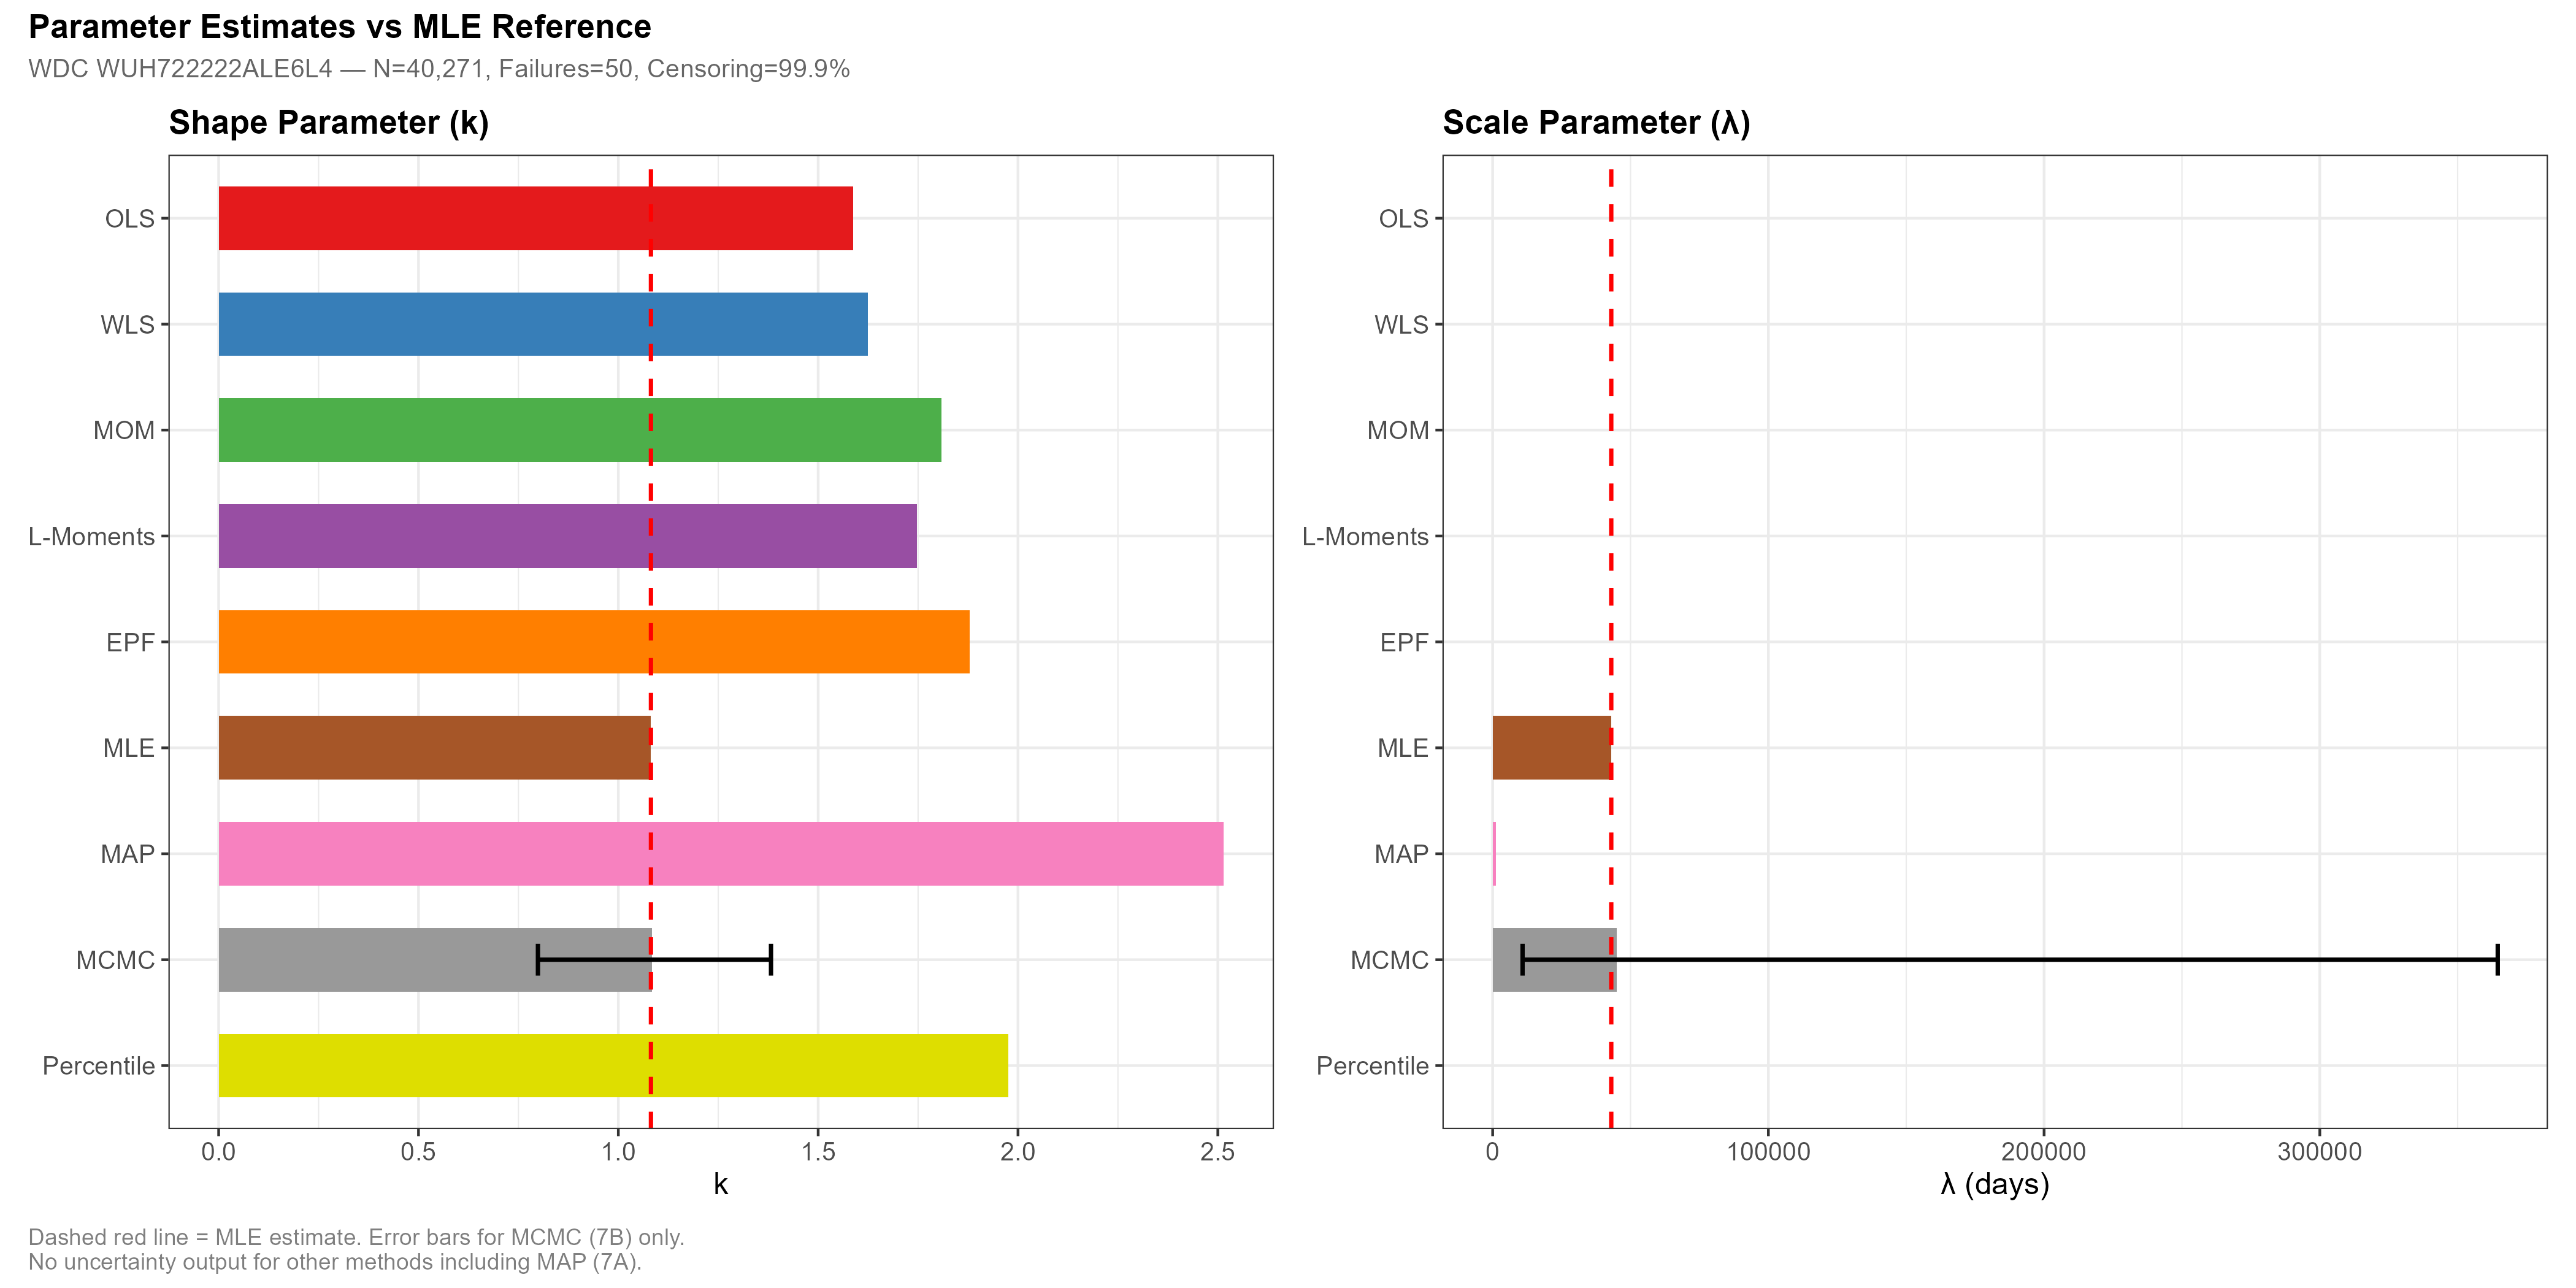 Parameter Estimates vs MLE Reference
WDC WUH722222ALE6L4 — N=40,271, Failures=50, Censoring=99.9%
Shape Parameter (k)
OLS
WLS
MOM
L-Moments
EPF
MLE
MAP
MCMC
Percentile
0.0 0.5 1.0 1.5 2.0 2.5
k
Scale Parameter (λ)
OLS
WLS
MOM
L-Moments
EPF
MLE
MAP
MCMC
Percentile
0 100000 200000 300000
λ (days)
Dashed red line = MLE estimate. Error bars for MCMC (7B) only.
No uncertainty output for other methods including MAP (7A).